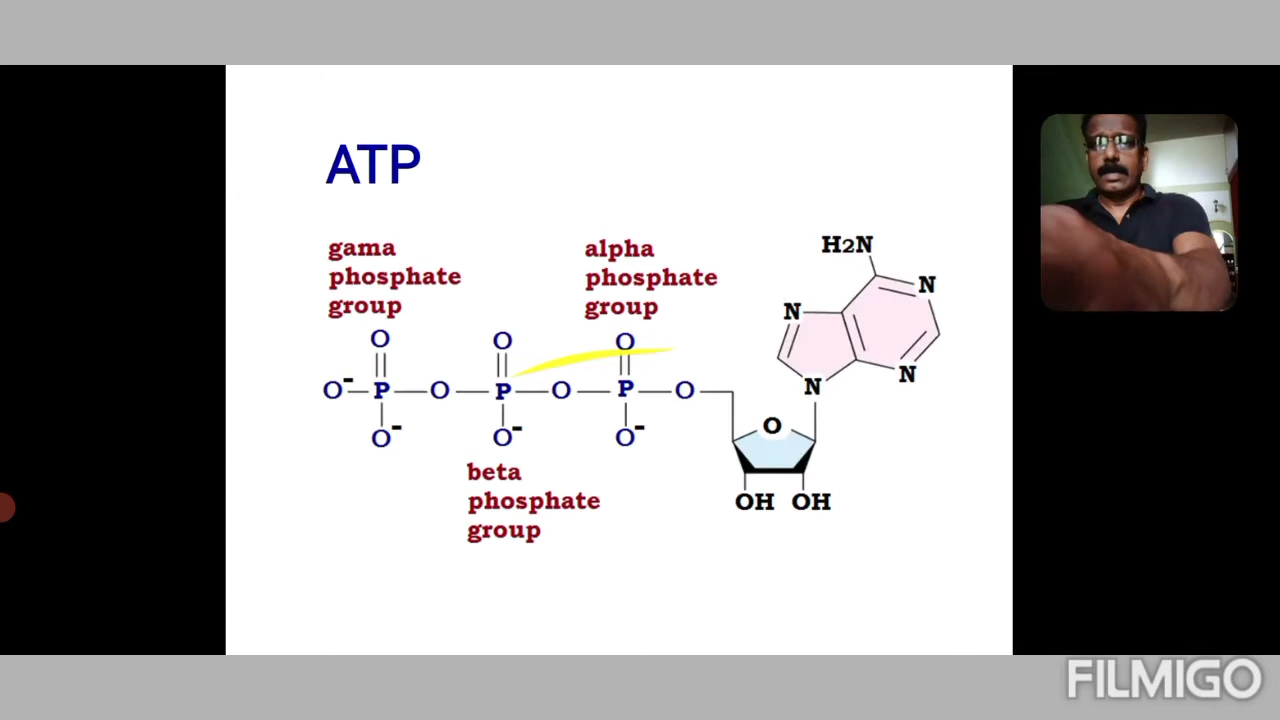 ATP
gama
phosphate
group
alpha
phosphate
group
beta
phosphate
group
H2N
N
N
N
N
O
O
O
O- P O P O P O
O-
O-
O-
O
OH OH
FILMIGO